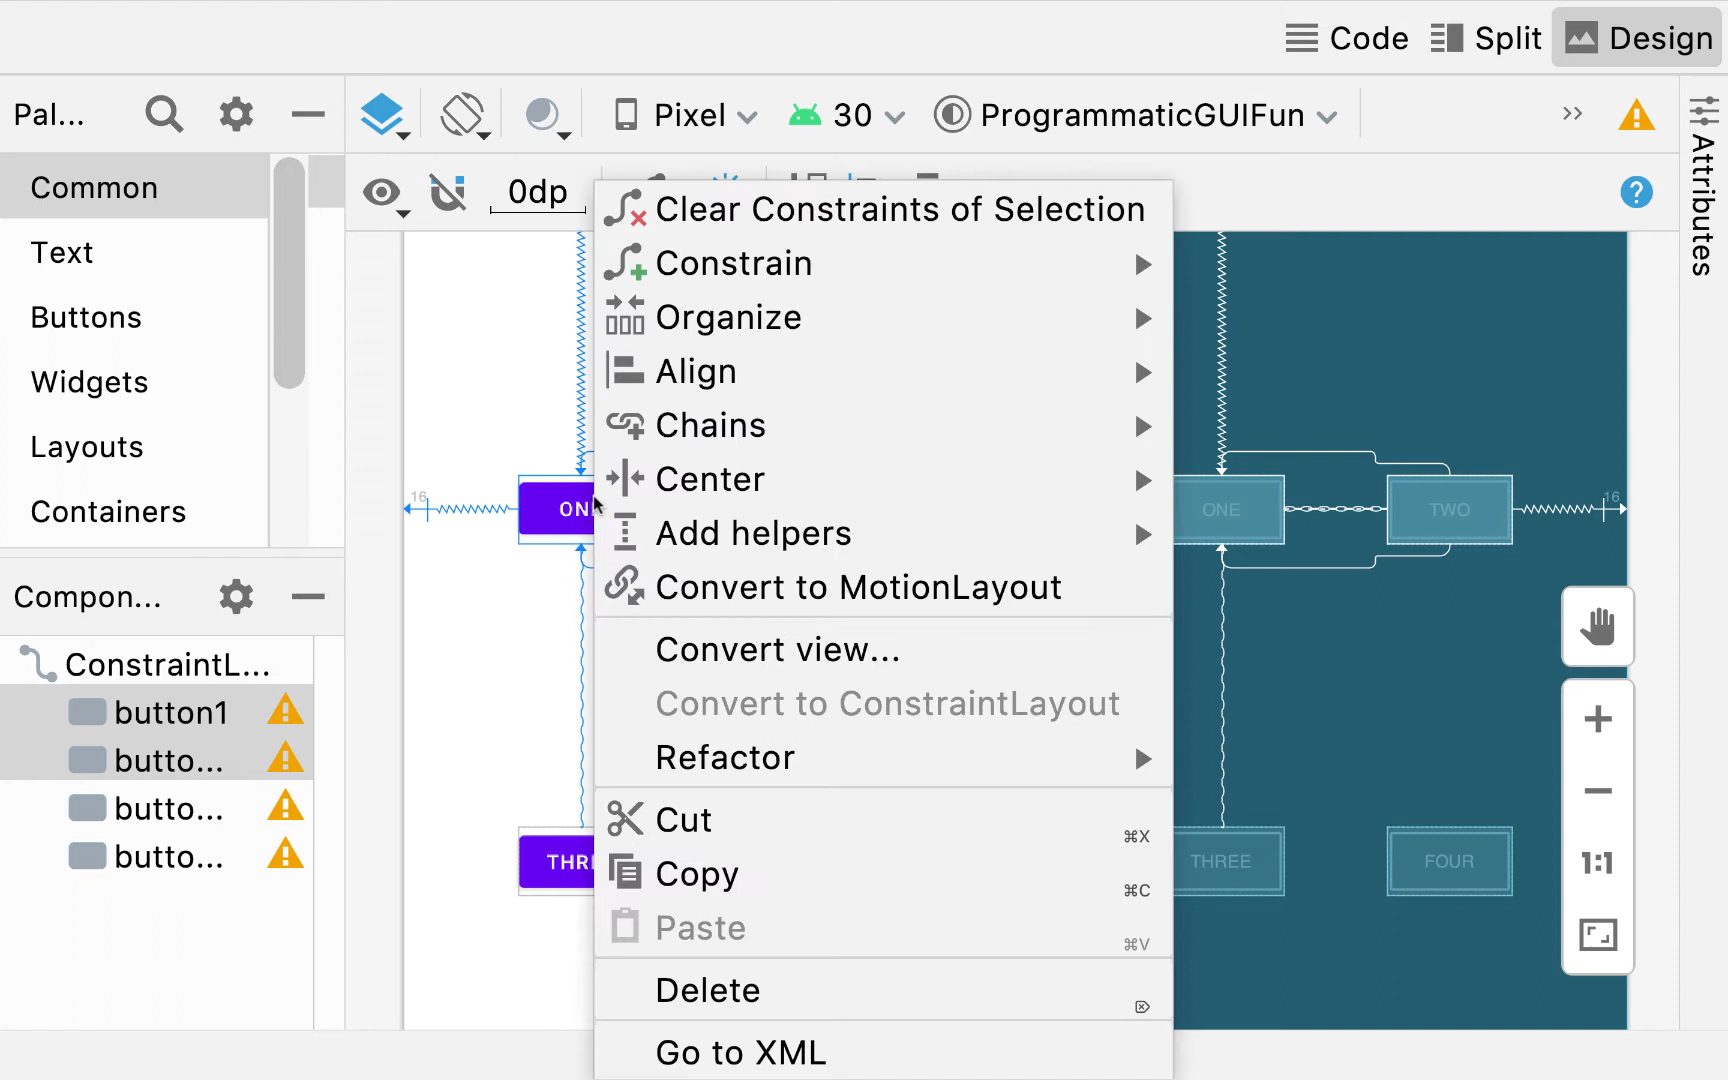 Code
Split
Design
Pal...
Pixel
30
ProgrammaticGUIFun
>>
Attributes
Common
0dp
?
Text
Buttons
Widgets
Layouts
Containers
Compon...
ConstraintL...
button1
butto...
butto...
butto...
Clear Constraints of Selection
Constrain
Organize
Align
Chains
Center
Add helpers
Convert to MotionLayout
Convert view...
Convert to ConstraintLayout
Refactor
Cut ⌘X
Copy ⌘C
Paste ⌘V
Delete ⌦
Go to XML
16
THR
ONE
TWO
16
THREE
FOUR
1:1